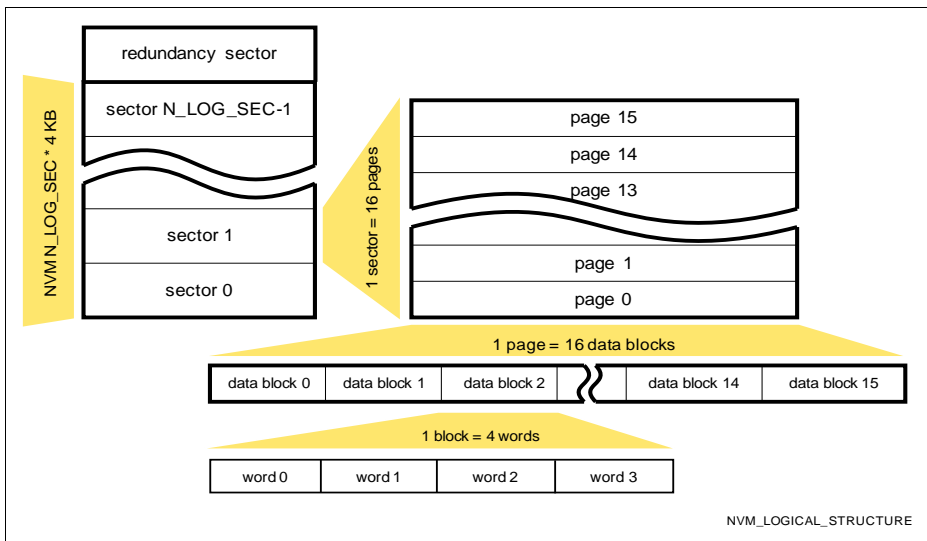 redundancy sector
sector N_LOG_SEC-1
sector 1
sector 0
NVM N_LOG_SEC * 4 KB
1 sector = 16 pages
page 15
page 14
page 13
page 1
page 0
1 page = 16 data blocks
data block 0 data block 1 data block 2 data block 14 data block 15
1 block = 4 words
word 0 word 1 word 2 word 3
NVM_LOGICAL_STRUCTURE